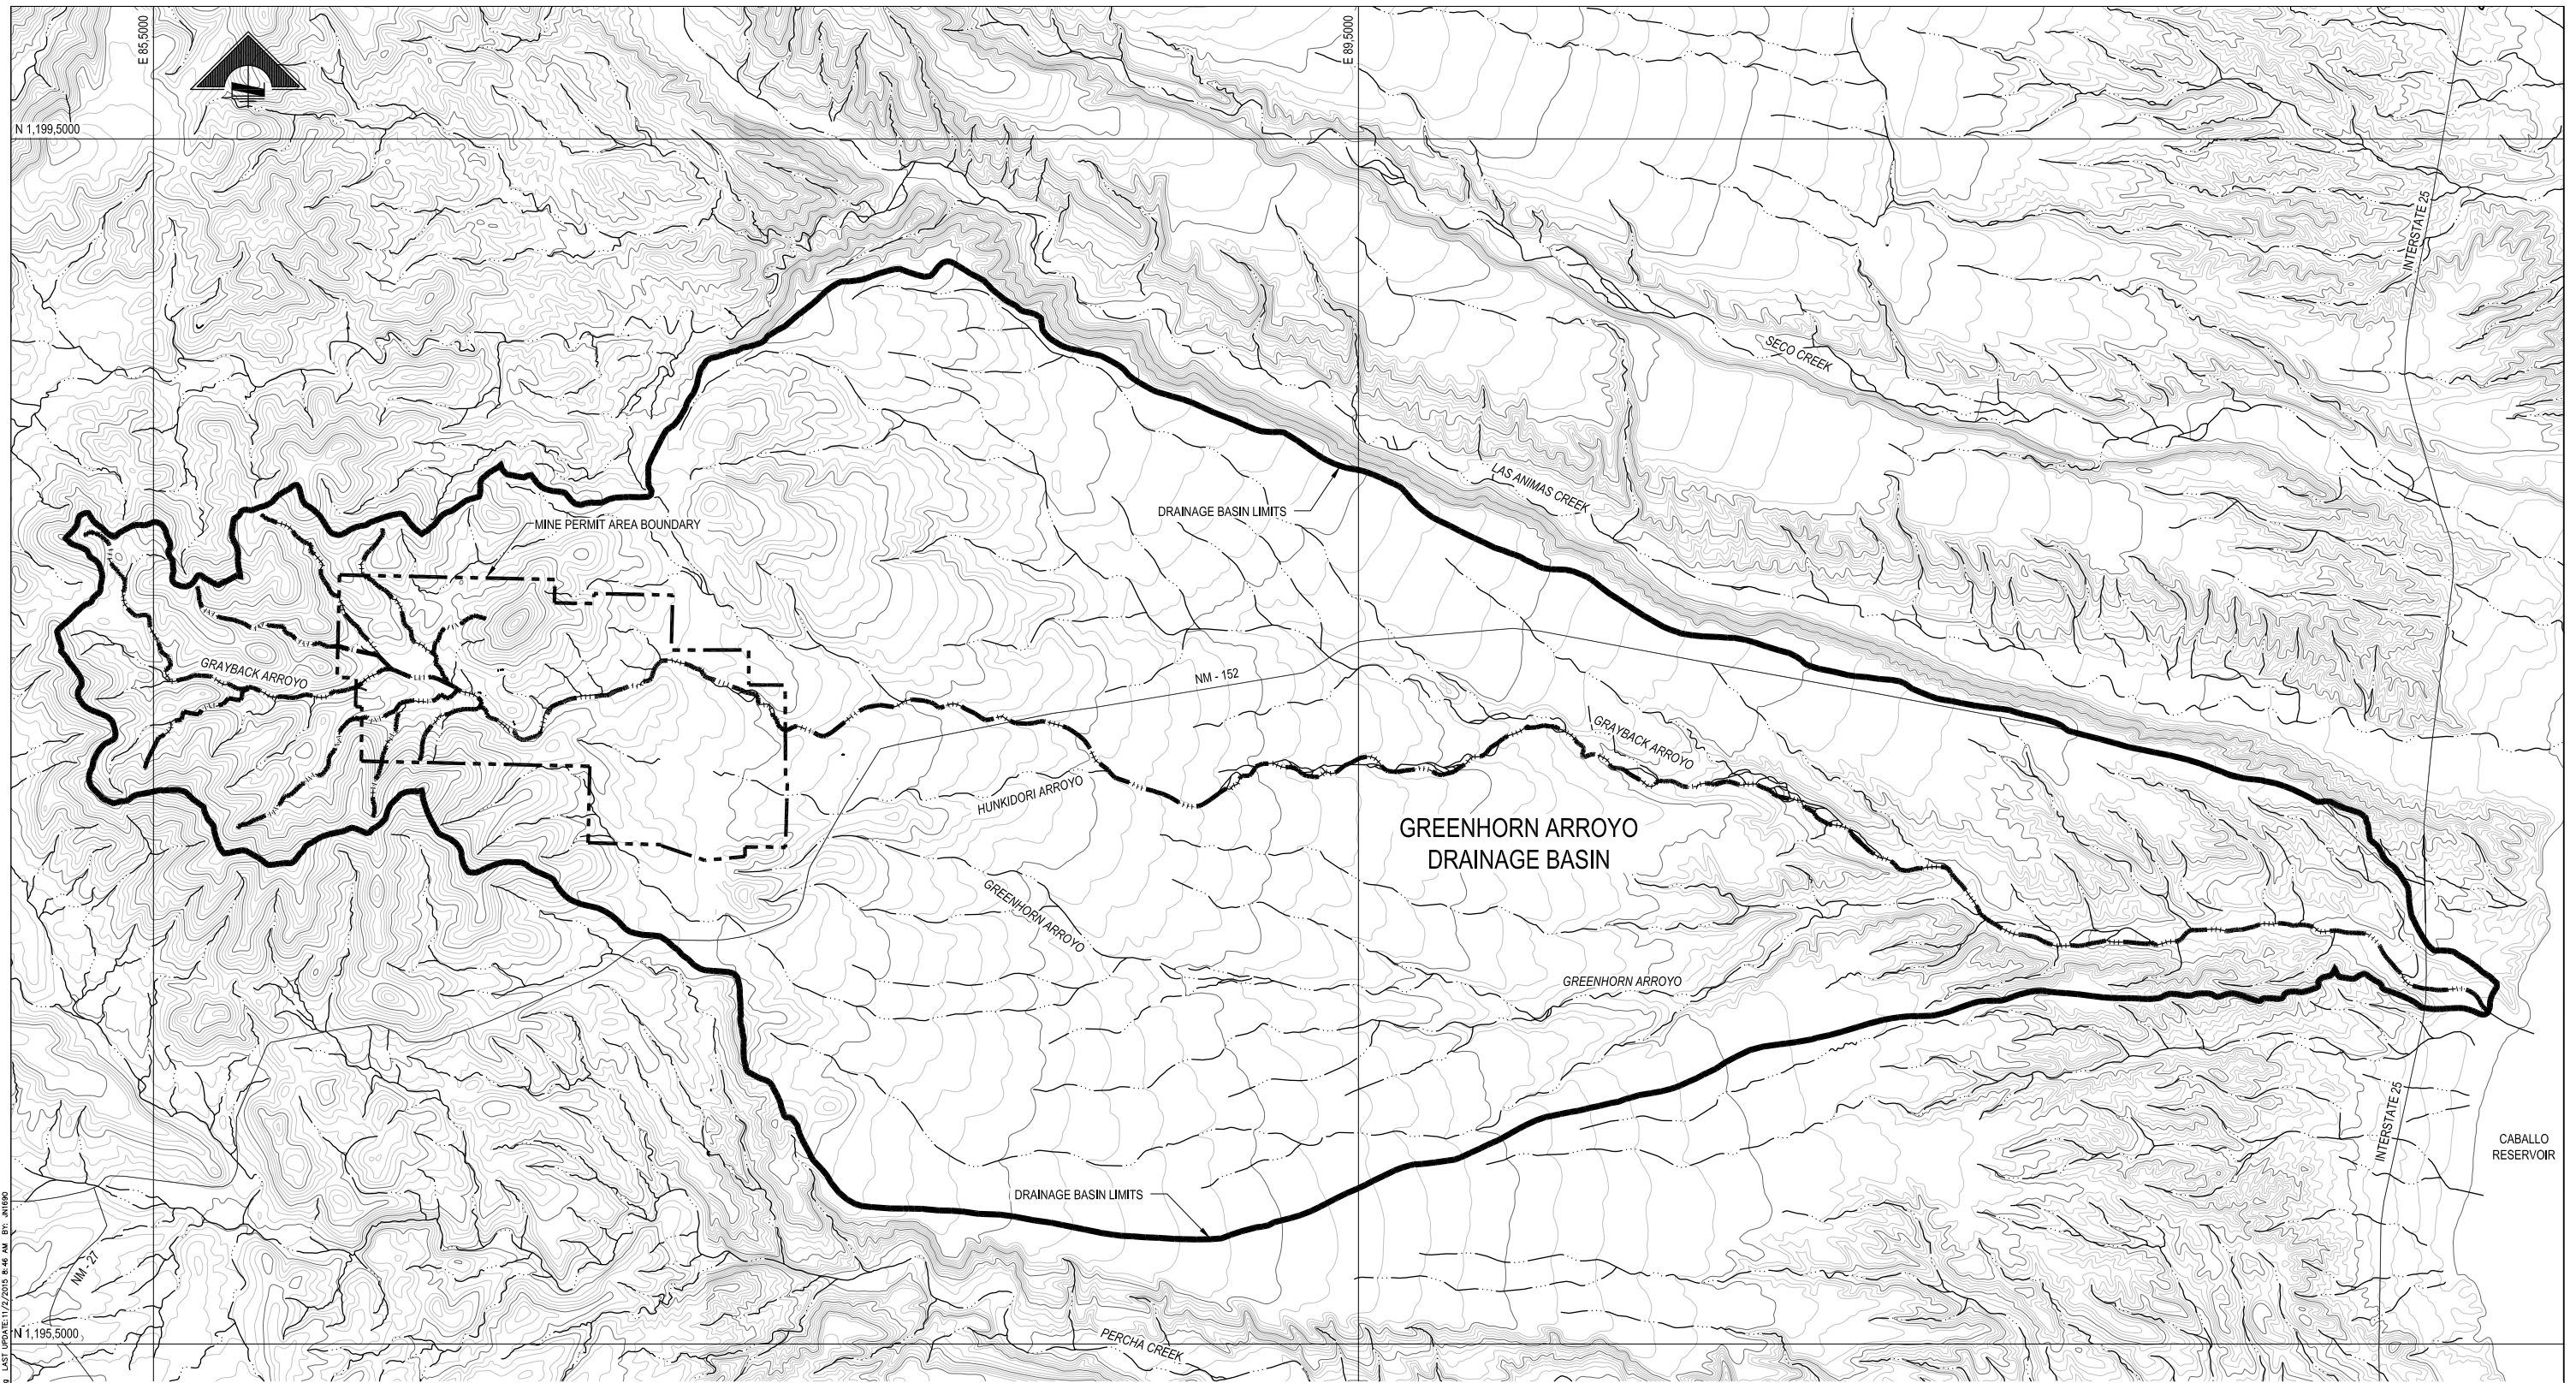 E 85,5000
E 89,5000
N 1,199,5000
INTERSTATE 25
SECO CREEK
LAS ANIMAS CREEK
DRAINAGE BASIN LIMITS
MINE PERMIT AREA BOUNDARY
GRAYBACK ARROYO
NM - 152
GRAYBACK ARROYO
HUNKIDORI ARROYO
GREENHORN ARROYO
DRAINAGE BASIN
GREENHORN ARROYO
GREENHORN ARROYO
INTERSTATE 25
CABALLO
RESERVOIR
DRAINAGE BASIN LIMITS
NM - 27
N 1,195,5000
PERCHA CREEK
LAST UPDATE:11/2/2015 8:46 AM BY: JN1690